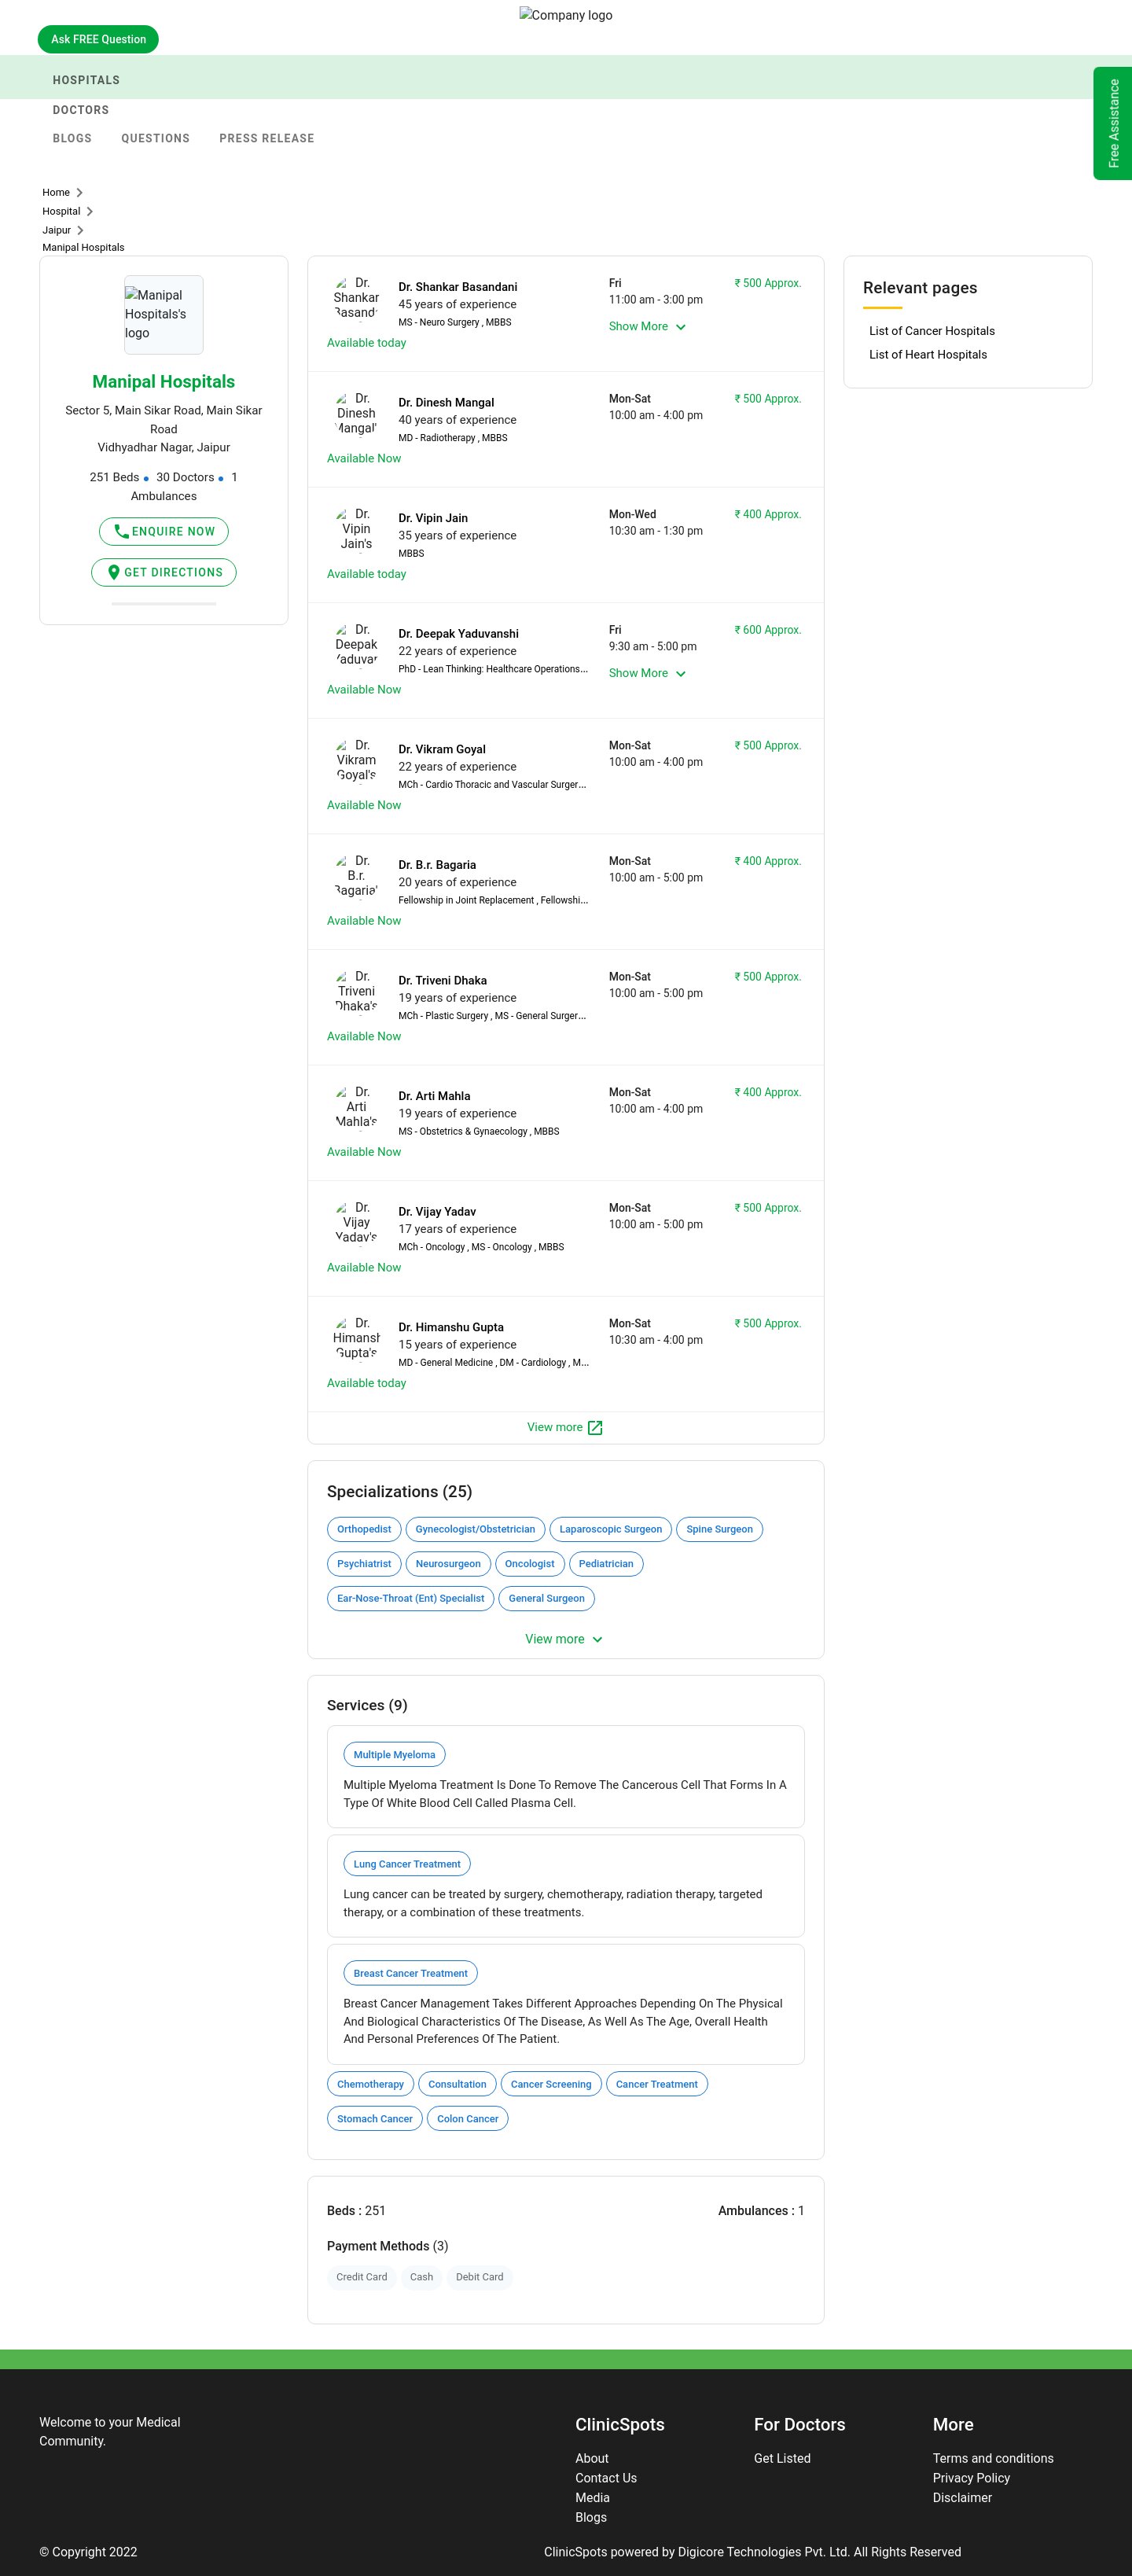 Company logo
Ask FREE Question
HOSPITALS
Free Assistance
DOCTORS
BLOGS QUESTIONS PRESS RELEASE
Home
Hospital
Jaipur
Manipal Hospitals
Manipal
Hospitals's
logo
Manipal Hospitals
Sector 5, Main Sikar Road, Main Sikar
Road
Vidhyadhar Nagar, Jaipur
251 Beds 30 Doctors 1
Ambulances
ENQUIRE NOW
GET DIRECTIONS
Dr.
Shankar
Dr. Shankar Basandani
45 years of experience
MS - Neuro Surgery , MBBS
Available today
Fri
11:00 am - 3:00 pm
Show More
₹ 500 Approx.
Dr.
Dinesh
Mangal'
Dr. Dinesh Mangal
40 years of experience
MD - Radiotherapy , MBBS
Available Now
Mon-Sat
10:00 am - 4:00 pm
₹ 500 Approx.
Dr.
Vipin
Jain's
Dr. Vipin Jain
35 years of experience
MBBS
Available today
Mon-Wed
10:30 am - 1:30 pm
₹ 400 Approx.
Dr.
Deepak
Dr. Deepak Yaduvanshi
22 years of experience
PhD - Lean Thinking: Healthcare Operations...
Available Now
Fri
9:30 am - 5:00 pm
Show More
₹ 600 Approx.
Dr.
Vikram
Goyal's
Dr. Vikram Goyal
22 years of experience
MCh - Cardio Thoracic and Vascular Surger...
Available Now
Mon-Sat
10:00 am - 4:00 pm
₹ 500 Approx.
Dr.
B.r.
Bagaria'
Dr. B.r. Bagaria
20 years of experience
Fellowship in Joint Replacement , Fellowshi...
Available Now
Mon-Sat
10:00 am - 5:00 pm
₹ 400 Approx.
Dr.
Triveni
Dhaka's
Dr. Triveni Dhaka
19 years of experience
MCh - Plastic Surgery , MS - General Surger...
Available Now
Mon-Sat
10:00 am - 5:00 pm
₹ 500 Approx.
Dr.
Arti
Mahla's
Dr. Arti Mahla
19 years of experience
MS - Obstetrics & Gynaecology , MBBS
Available Now
Mon-Sat
10:00 am - 4:00 pm
₹ 400 Approx.
Dr.
Vijay
Yadav's
Dr. Vijay Yadav
17 years of experience
MCh - Oncology , MS - Oncology , MBBS
Available Now
Mon-Sat
10:00 am - 5:00 pm
₹ 500 Approx.
Dr.
Himansh
Gupta's
Dr. Himanshu Gupta
15 years of experience
MD - General Medicine , DM - Cardiology , M...
Available today
Mon-Sat
10:30 am - 4:00 pm
₹ 500 Approx.
View more
Relevant pages
List of Cancer Hospitals
List of Heart Hospitals
Specializations (25)
Orthopedist Gynecologist/Obstetrician Laparoscopic Surgeon Spine Surgeon
Psychiatrist Neurosurgeon Oncologist Pediatrician
Ear-Nose-Throat (Ent) Specialist General Surgeon
View more
Services (9)
Multiple Myeloma
Multiple Myeloma Treatment Is Done To Remove The Cancerous Cell That Forms In A
Type Of White Blood Cell Called Plasma Cell.
Lung Cancer Treatment
Lung cancer can be treated by surgery, chemotherapy, radiation therapy, targeted
therapy, or a combination of these treatments.
Breast Cancer Treatment
Breast Cancer Management Takes Different Approaches Depending On The Physical
And Biological Characteristics Of The Disease, As Well As The Age, Overall Health
And Personal Preferences Of The Patient.
Chemotherapy Consultation Cancer Screening Cancer Treatment
Stomach Cancer Colon Cancer
Beds : 251 Ambulances : 1
Payment Methods (3)
Credit Card Cash Debit Card
Welcome to your Medical
Community.
ClinicSpots
About
Contact Us
Media
Blogs
For Doctors
Get Listed
More
Terms and conditions
Privacy Policy
Disclaimer
© Copyright 2022 ClinicSpots powered by Digicore Technologies Pvt. Ltd. All Rights Reserved